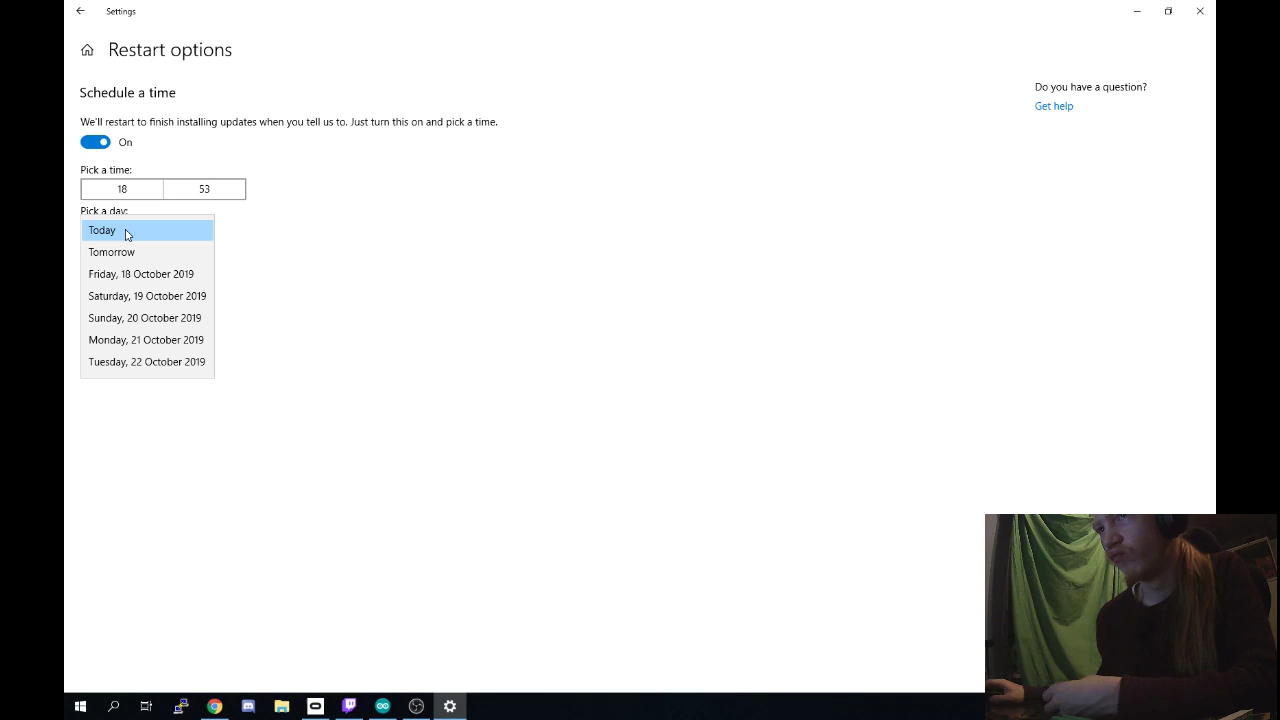 Settings
Restart options
Schedule a time
We'll restart to finish installing updates when you tell us to. Just turn this on and pick a time.
On
Pick a time:
18 53
Pick a day:
Today
Tomorrow
Friday, 18 October 2019
Saturday, 19 October 2019
Sunday, 20 October 2019
Monday, 21 October 2019
Tuesday, 22 October 2019
Do you have a question?
Get help